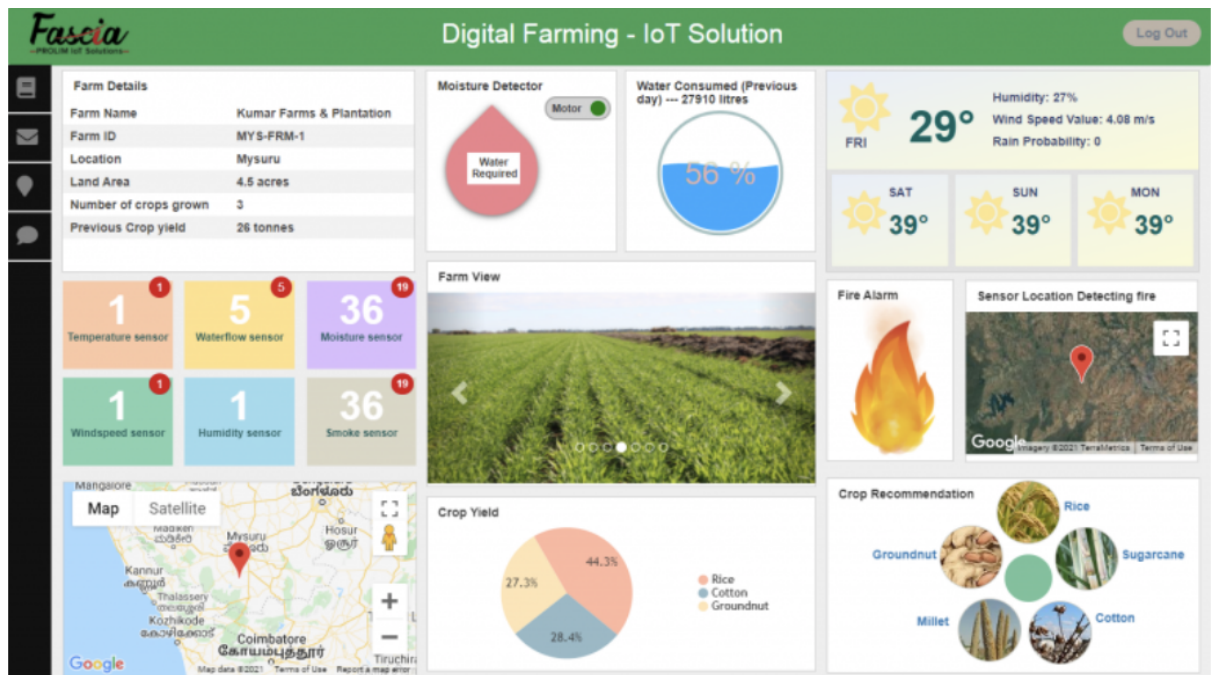 Fascia
PROLIM IoT Solutions
Digital Farming - IoT Solution
Log Out
Farm Details
Farm Name Kumar Farms & Plantation
Farm ID MYS-FRM-1
Location Mysuru
Land Area 4.5 acres
Number of crops grown 3
Previous Crop yield 26 tonnes
Moisture Detector
Motor
Water
Required
Water Consumed (Previous
day) --- 27910 litres
56 %
FRI
29°
Humidity: 27%
Wind Speed Value: 4.08 m/s
Rain Probability: 0
SAT
39°
SUN
39°
MON
39°
1
1
Temperature sensor
5
5
Waterflow sensor
19
36
Moisture sensor
1
1
Windspeed sensor
1
Humidity sensor
19
36
Smoke sensor
Farm View
Fire Alarm
Sensor Location Detecting fire
Google
Imagery ©2021 TerraMetrics
Terms of Use
Mangalore
Map
Satellite
Madikeri
Mysuru
Hosur
ஓசூர்
Kannur
Thalassery
Kozhikode
കോഴിക്കോട്
Coimbatore
கோயம்புத்தூர்
Tiruchir
Google
Map data ©2021
Terms of Use
Report a map error
Crop Yield
44.3%
27.3%
28.4%
Rice
Cotton
Groundnut
Crop Recommendation
Rice
Groundnut
Sugarcane
Millet
Cotton